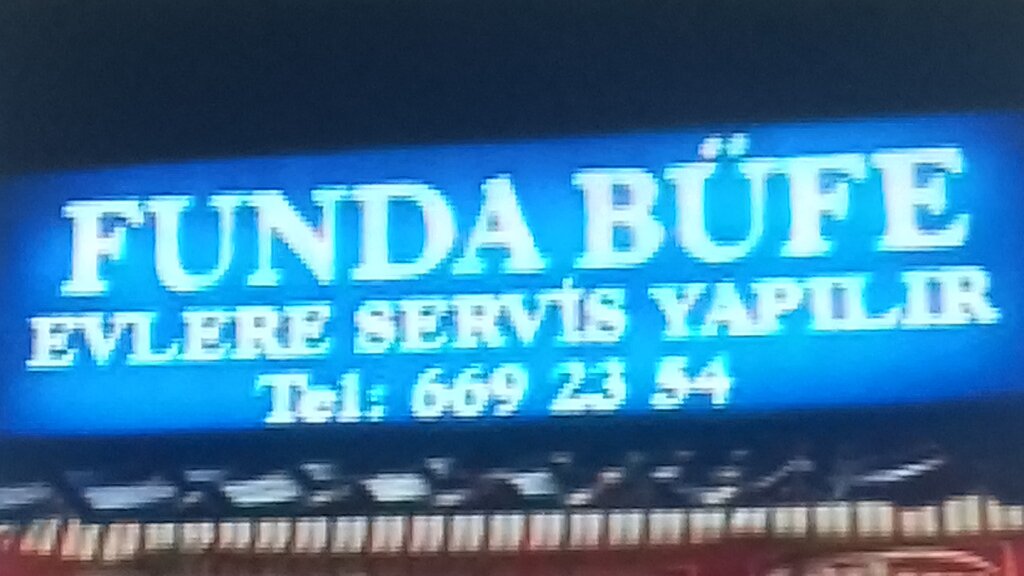 FUNDA BÜFE
EVLERE SERVİS YAPILIR
Tel: 669 23 54